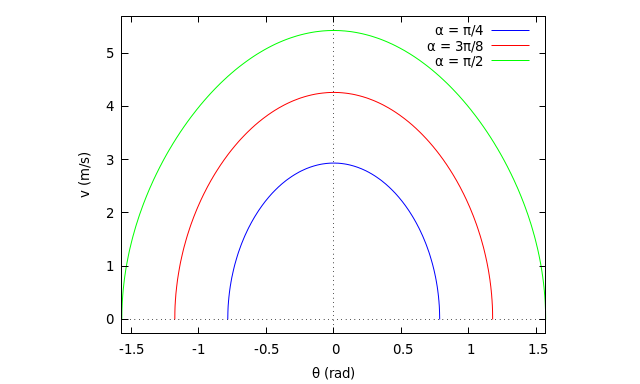 α = π/4
α = 3π/8
α = π/2
5
4
3
2
1
0
v (m/s)
-1.5 -1 -0.5 0 0.5 1 1.5
θ (rad)